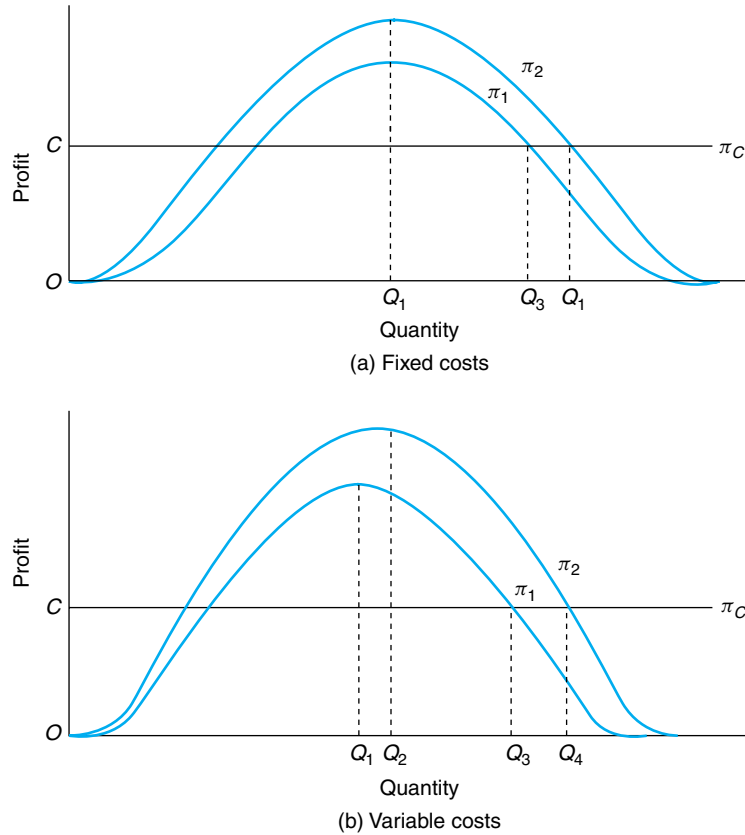 π2
π1
C
πC
Profit
O
Q1 Q3 Q1
Quantity
(a) Fixed costs
Profit
π2
π1
C
πC
O
Q1 Q2 Q3 Q4
Quantity
(b) Variable costs